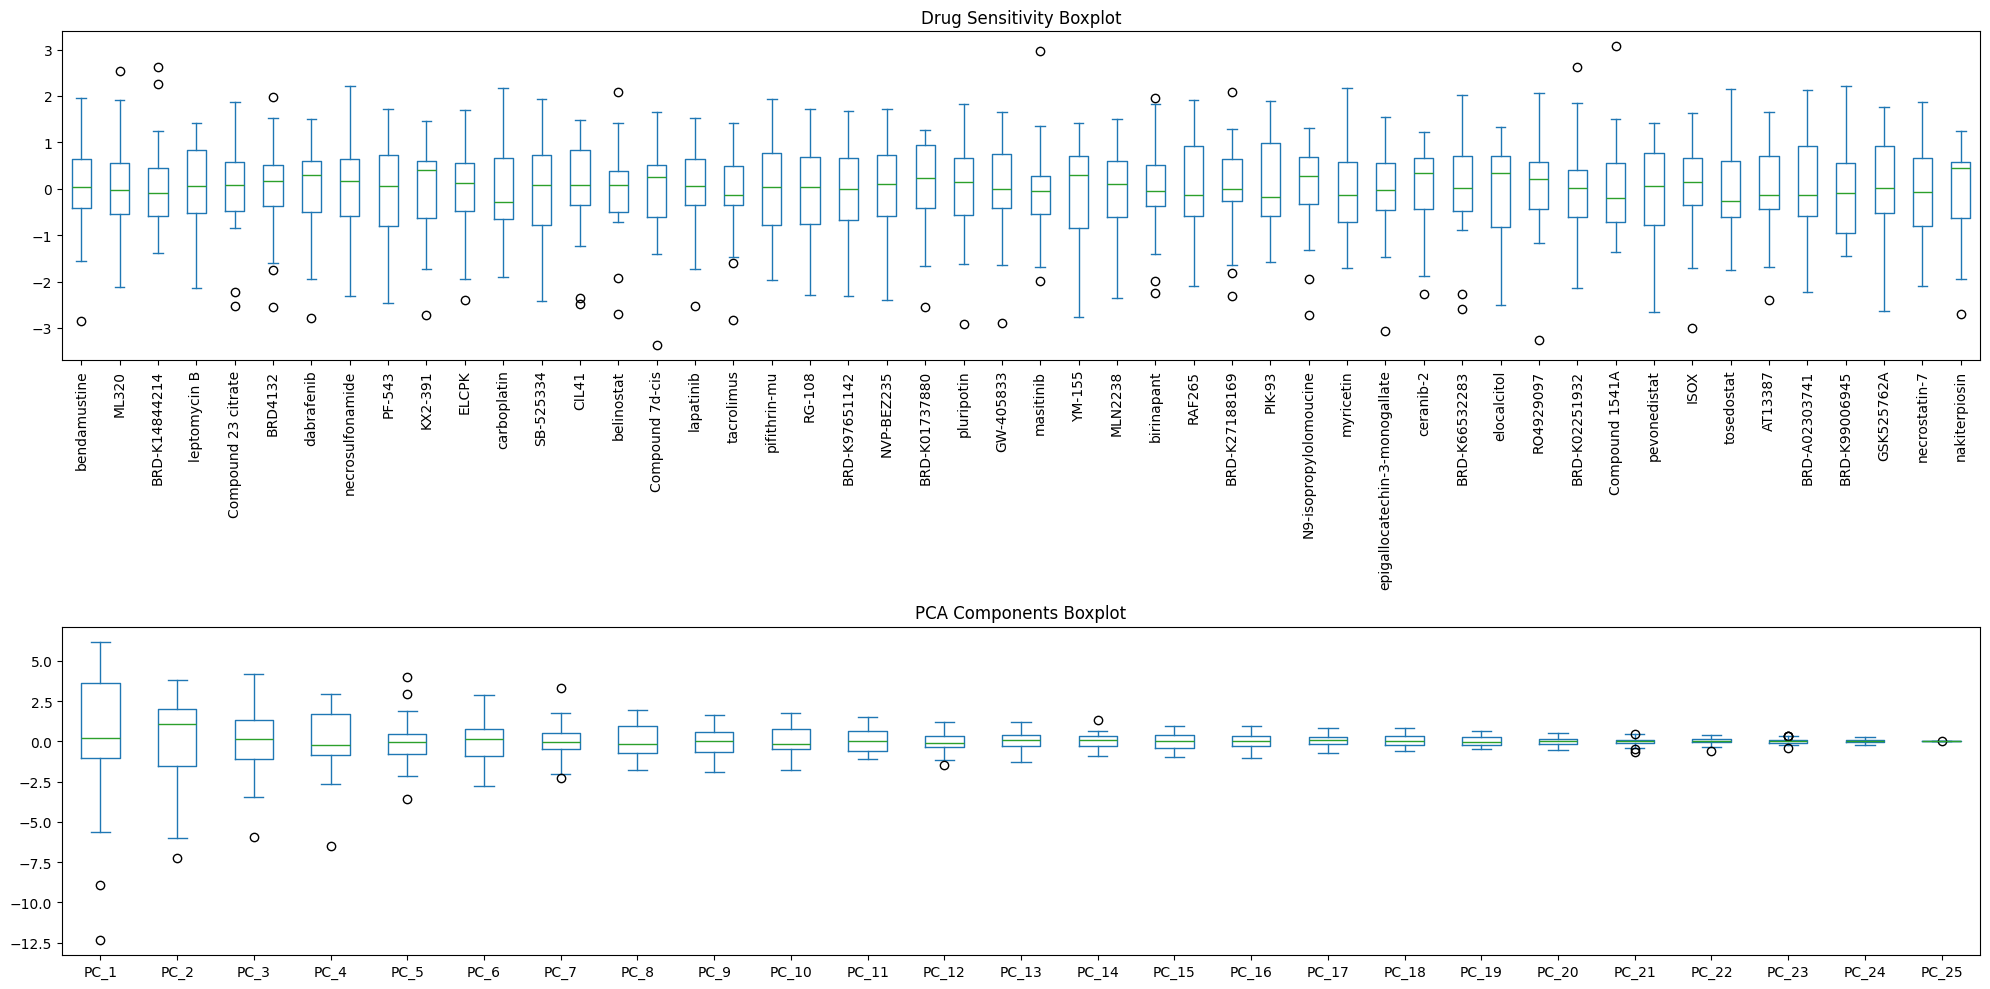 Drug Sensitivity Boxplot
3
2
1
0
−1
−2
−3
bendamustine
ML320
BRD-K14844214
leptomycin B
Compound 23 citrate
BRD4132
dabrafenib
necrosulfonamide
PF-543
KX2-391
ELCPK
carboplatin
SB-525334
CIL41
belinostat
Compound 7d-cis
lapatinib
tacrolimus
pifithrin-mu
RG-108
BRD-K97651142
NVP-BEZ235
BRD-K01737880
pluripotin
GW-405833
masitinib
YM-155
MLN2238
birinapant
RAF265
BRD-K27188169
PIK-93
N9-isopropylolomoucine
myricetin
epigallocatechin-3-monogallate
ceranib-2
BRD-K66532283
elocalcitol
RO4929097
BRD-K02251932
Compound 1541A
pevonedistat
ISOX
tosedostat
AT13387
BRD-A02303741
BRD-K99006945
GSK525762A
necrostatin-7
nakiterpiosin
PCA Components Boxplot
5.0
2.5
0.0
−2.5
−5.0
−7.5
−10.0
−12.5
PC_1 PC_2 PC_3 PC_4 PC_5 PC_6 PC_7 PC_8 PC_9 PC_10 PC_11 PC_12 PC_13 PC_14 PC_15 PC_16 PC_17 PC_18 PC_19 PC_20 PC_21 PC_22 PC_23 PC_24 PC_25